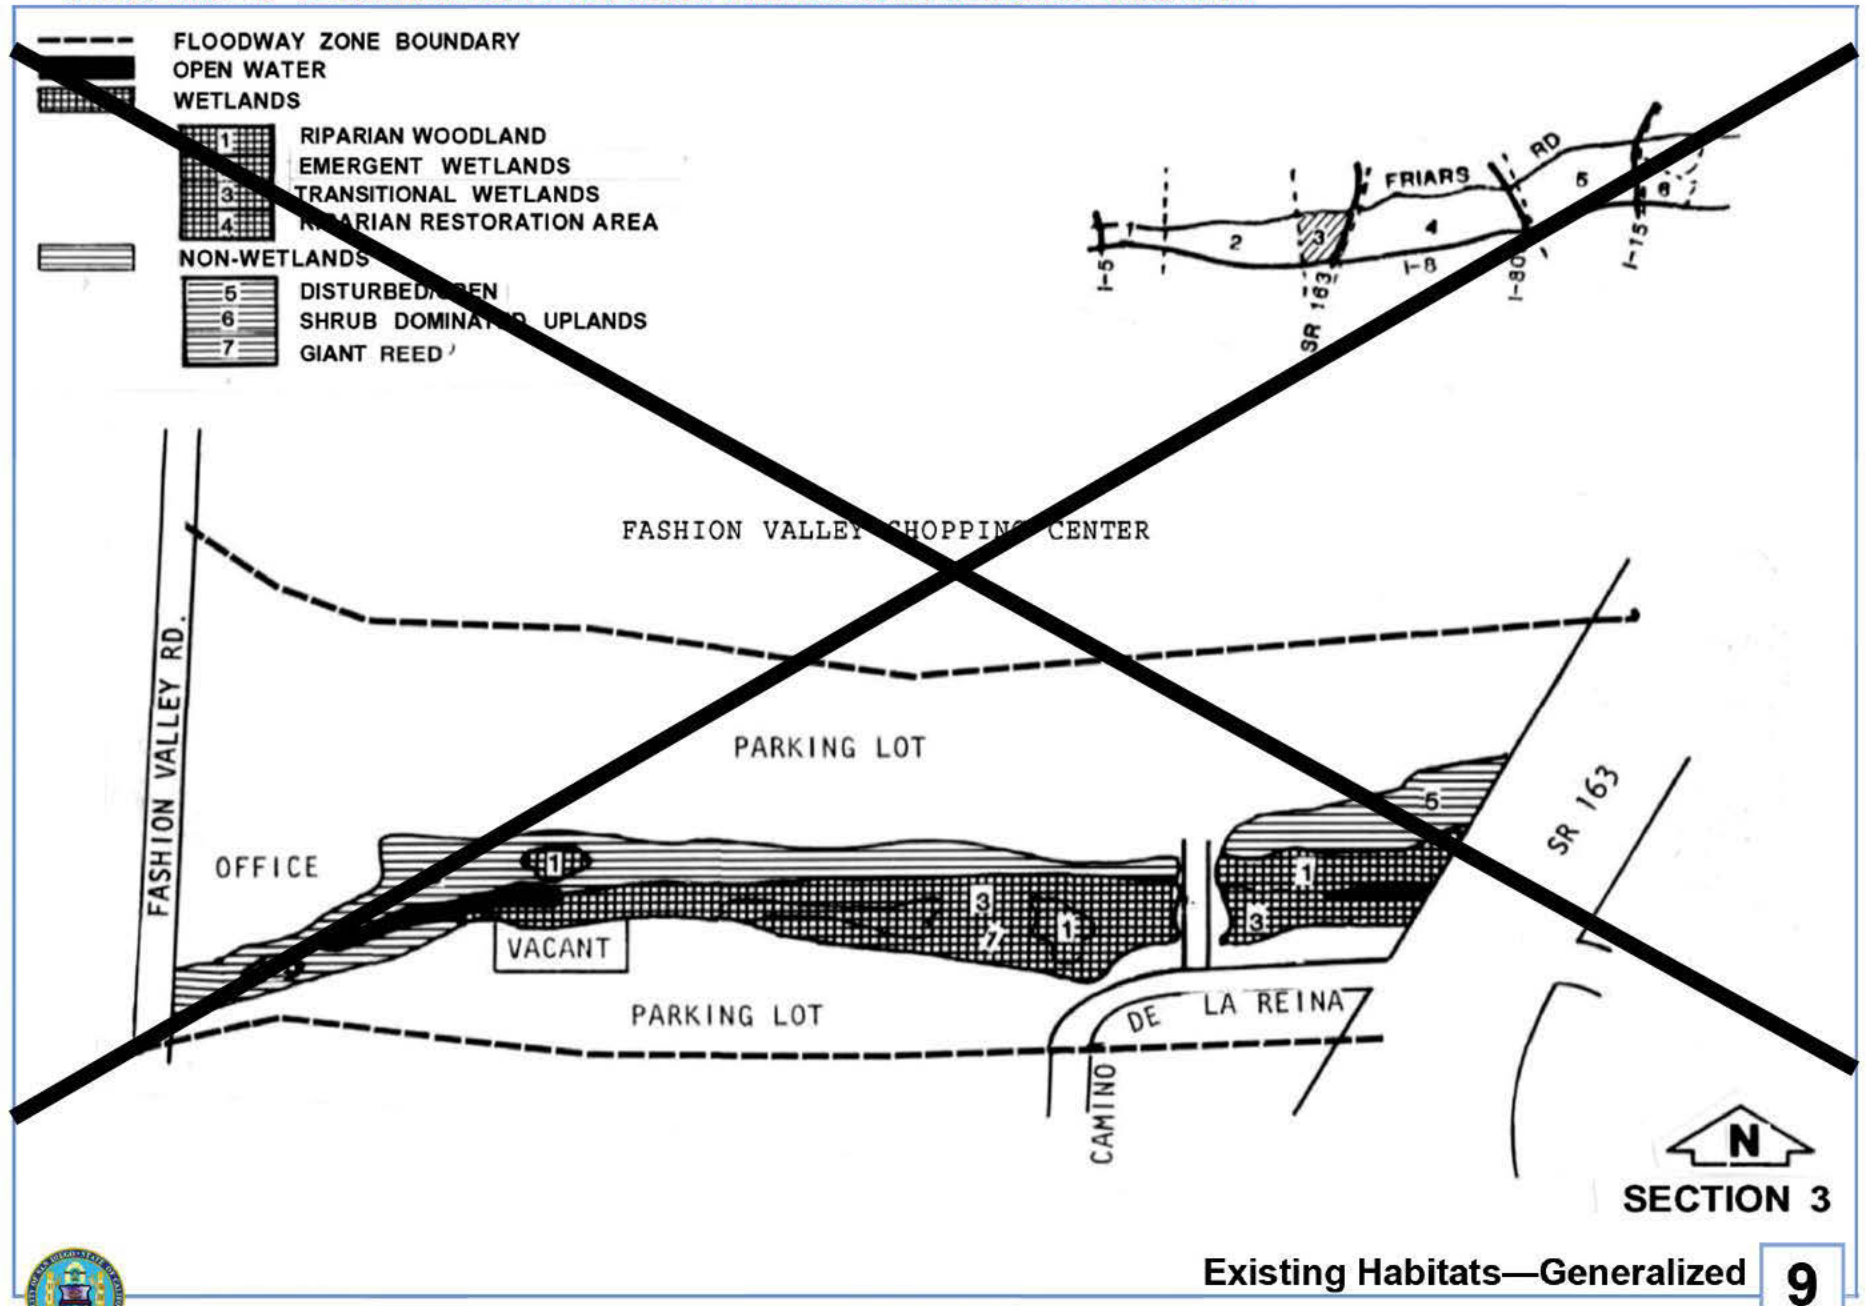 FLOODWAY ZONE BOUNDARY
OPEN WATER
WETLANDS
1 RIPARIAN WOODLAND
EMERGENT WETLANDS
3 TRANSITIONAL WETLANDS
4 RIPARIAN RESTORATION AREA
NON-WETLANDS
5 DISTURBED/OPEN
6 SHRUB DOMINATED UPLANDS
7 GIANT REED
FRIARS RD
1
2
3
4
5
6
I-5
SR 163
I-8
I-80
I-15
FASHION VALLEY SHOPPING CENTER
FASHION VALLEY RD.
PARKING LOT
OFFICE
1
3
7
1
5
1
3
SR 163
VACANT
PARKING LOT
CAMINO DE LA REINA
N
SECTION 3
Existing Habitats—Generalized
9